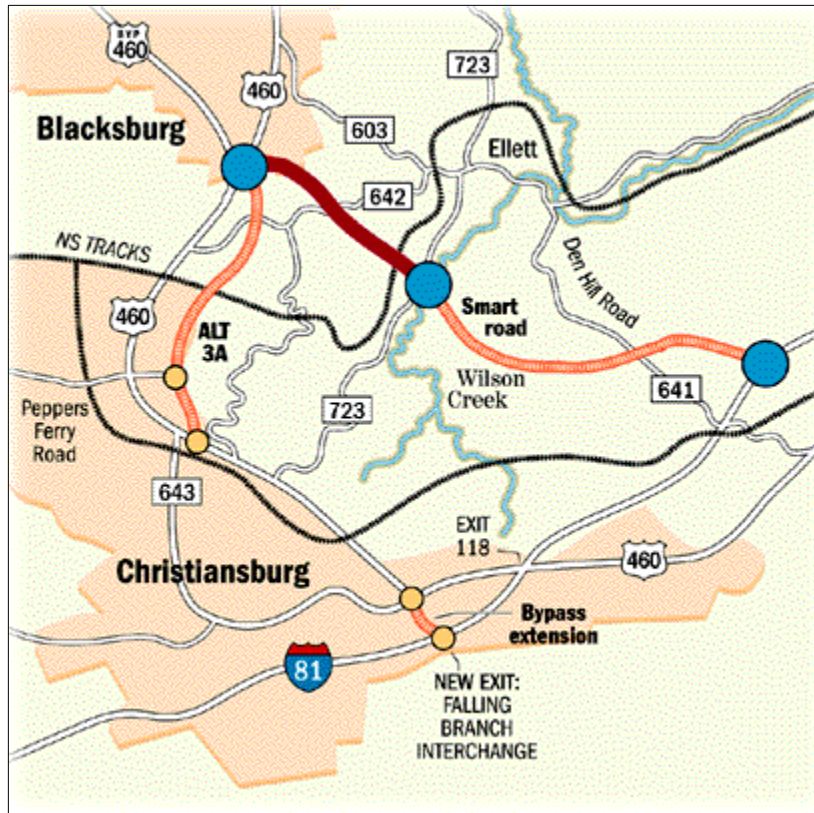 BYP
460
460
723
603
Blacksburg
Ellett
642
NS TRACKS
Den Hill Road
460
Smart
road
ALT
3A
Wilson
Creek
641
Peppers
Ferry
Road
723
643
EXIT
118
460
Christiansburg
Bypass
extension
81
NEW EXIT:
FALLING
BRANCH
INTERCHANGE